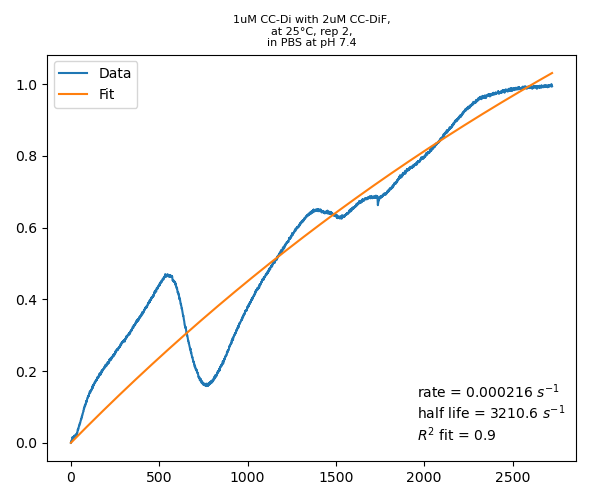 1uM CC-Di with 2uM CC-DiF,
at 25°C, rep 2,
in PBS at pH 7.4
Data
Fit
1.0
0.8
0.6
0.4
0.2
0.0
rate = 0.000216 s⁻¹
half life = 3210.6 s⁻¹
R² fit = 0.9
0 500 1000 1500 2000 2500